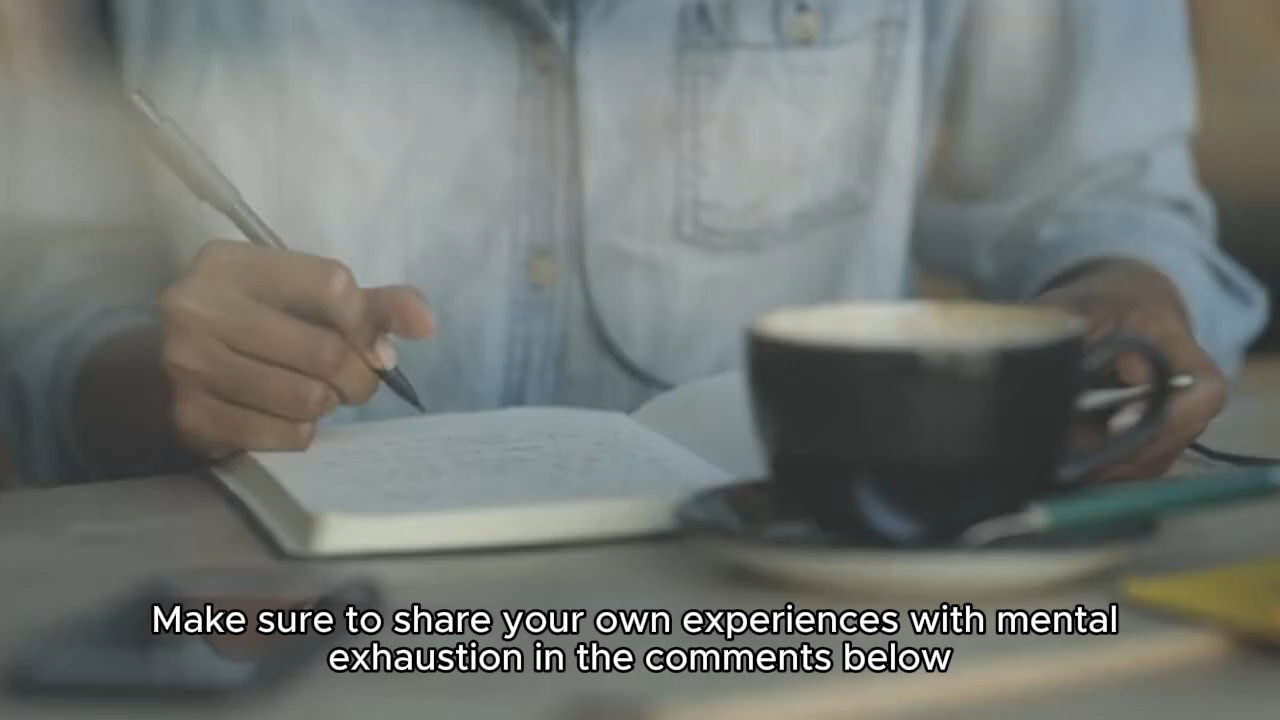 Make sure to share your own experiences with mental
exhaustion in the comments below